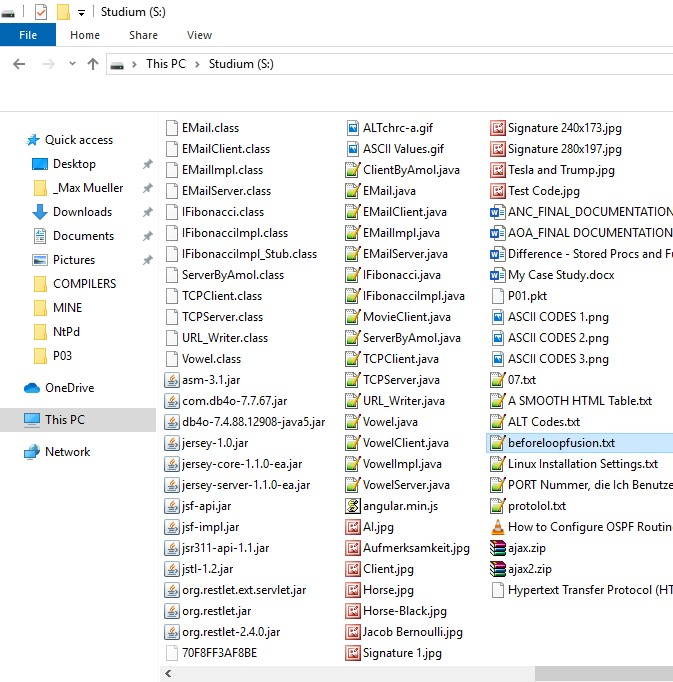 Studium (S:)
File Home Share View
This PC Studium (S:)
Quick access
Desktop
_Max Mueller
Downloads
Documents
Pictures
COMPILERS
MINE
NtPd
P03
OneDrive
This PC
Network
EMail.class
EMailClient.class
EMailImpl.class
EMailServer.class
IFibonacci.class
IFibonacciImpl.class
IFibonacciImpl_Stub.class
ServerByAmol.class
TCPClient.class
TCPServer.class
URL_Writer.class
Vowel.class
asm-3.1.jar
com.db4o-7.7.67.jar
db4o-7.4.88.12908-java5.jar
jersey-1.0.jar
jersey-core-1.1.0-ea.jar
jersey-server-1.1.0-ea.jar
jsf-api.jar
jsf-impl.jar
jsr311-api-1.1.jar
jstl-1.2.jar
org.restlet.ext.servlet.jar
org.restlet.jar
org.restlet-2.4.0.jar
70F8FF3AF8BE
ALTchrc-a.gif
ASCII Values.gif
ClientByAmol.java
EMail.java
EMailClient.java
EMailImpl.java
EMailServer.java
IFibonacci.java
IFibonacciImpl.java
MovieClient.java
ServerByAmol.java
TCPClient.java
TCPServer.java
URL_Writer.java
Vowel.java
VowelClient.java
VowelImpl.java
VowelServer.java
angular.min.js
AI.jpg
Aufmerksamkeit.jpg
Client.jpg
Horse.jpg
Horse-Black.jpg
Jacob Bernoulli.jpg
Signature 1.jpg
Signature 240x173.jpg
Signature 280x197.jpg
Tesla and Trump.jpg
Test Code.jpg
ANC_FINAL_DOCUMENTATION
AOA_FINAL DOCUMENTATION
Difference - Stored Procs and Fu
My Case Study.docx
P01.pkt
ASCII CODES 1.png
ASCII CODES 2.png
ASCII CODES 3.png
07.txt
A SMOOTH HTML Table.txt
ALT Codes.txt
beforeloopfusion.txt
Linux Installation Settings.txt
PORT Nummer, die Ich Benutze
protolol.txt
How to Configure OSPF Routin
ajax.zip
ajax2.zip
Hypertext Transfer Protocol (HT